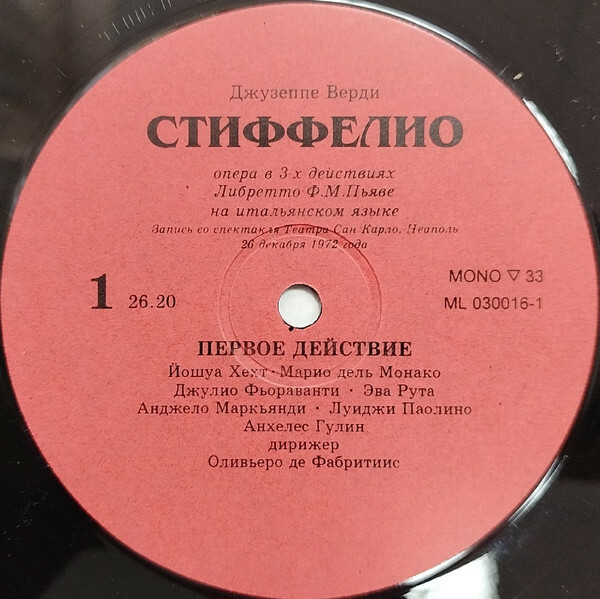 Джузеппе Верди
СТИФФЕЛИО
опера в 3-х действиях
Либретто Ф.М.Пьяве
на итальянском языке
Запись со спектакля Театра Сан Карло, Неаполь
26 декабря 1972 года
1 26.20
MONO ▽ 33
ML 030016-1
ПЕРВОЕ ДЕЙСТВИЕ
Йошуа Хехт · Марио дель Монако
Джулио Фьораванти · Эва Рута
Анджело Маркьянди · Луиджи Паолино
Анхелес Гулин
дирижер
Оливьеро де Фабритиис